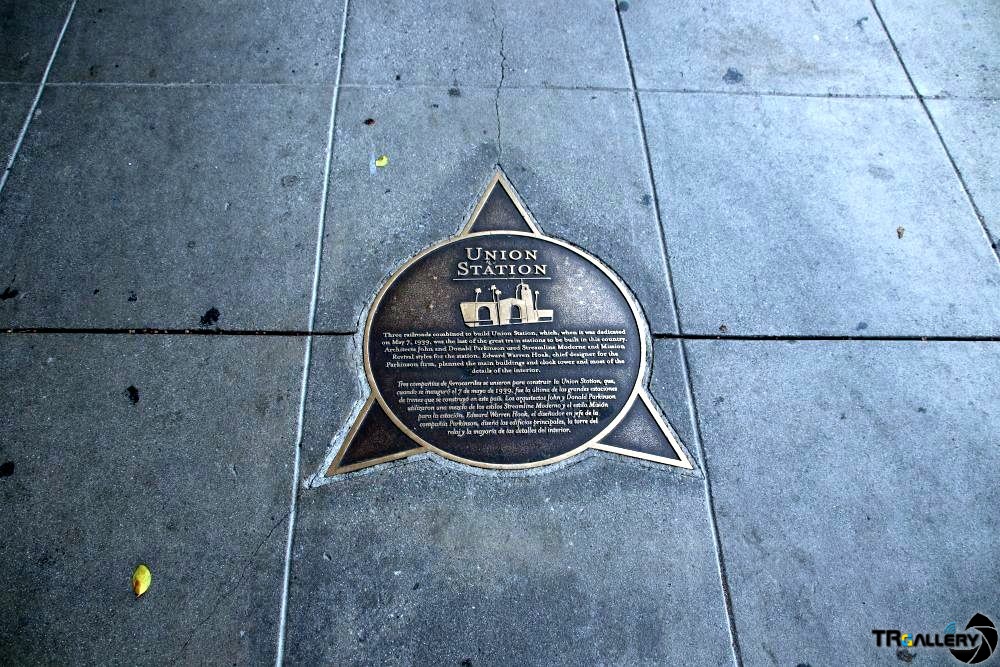 UNION
STATION
Three railroads combined to build Union Station, which, when it was dedicated
on May 7, 1939, was the last of the great train stations to be built in this country.
Architects John and Donald Parkinson used Streamline Moderne and Mission
Revival styles for the station. Edward Warren Hoak, chief designer for the
Parkinson firm, planned the main buildings and clock tower and most of the
details of the interior.
Tres compañías de ferrocarriles se unieron para construir la Union Station, que,
cuando se inauguró el 7 de mayo de 1939, fue la última de las grandes estaciones
de trenes que se construyó en este país. Los arquitectos John y Donald Parkinson
utilizaron una mezcla de los estilos Streamline Moderno y el estilo Misión
para la estación. Edward Warren Hoak, el diseñador en jefe de la
compañía Parkinson, diseñó los edificios principales, la torre del
reloj y la mayoría de los detalles del interior.
TRGALLERY